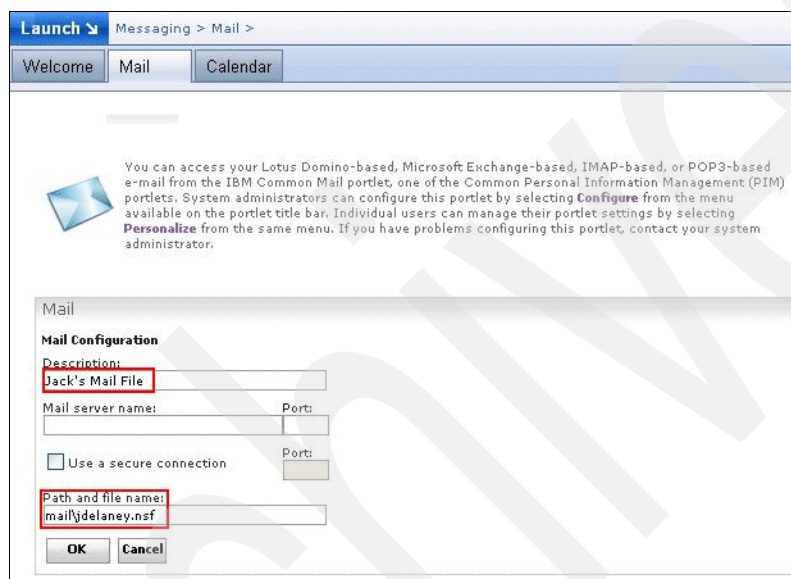 Launch Messaging > Mail >
Welcome Mail Calendar
You can access your Lotus Domino-based, Microsoft Exchange-based, IMAP-based, or POP3-based
e-mail from the IBM Common Mail portlet, one of the Common Personal Information Management (PIM)
portlets. System administrators can configure this portlet by selecting Configure from the menu
available on the portlet title bar. Individual users can manage their portlet settings by selecting
Personalize from the same menu. If you have problems configuring this portlet, contact your system
administrator.
Mail
Mail Configuration
Description:
Jack's Mail File
Mail server name: Port:
Use a secure connection Port:
Path and file name:
mail\jdelaney.nsf
OK Cancel